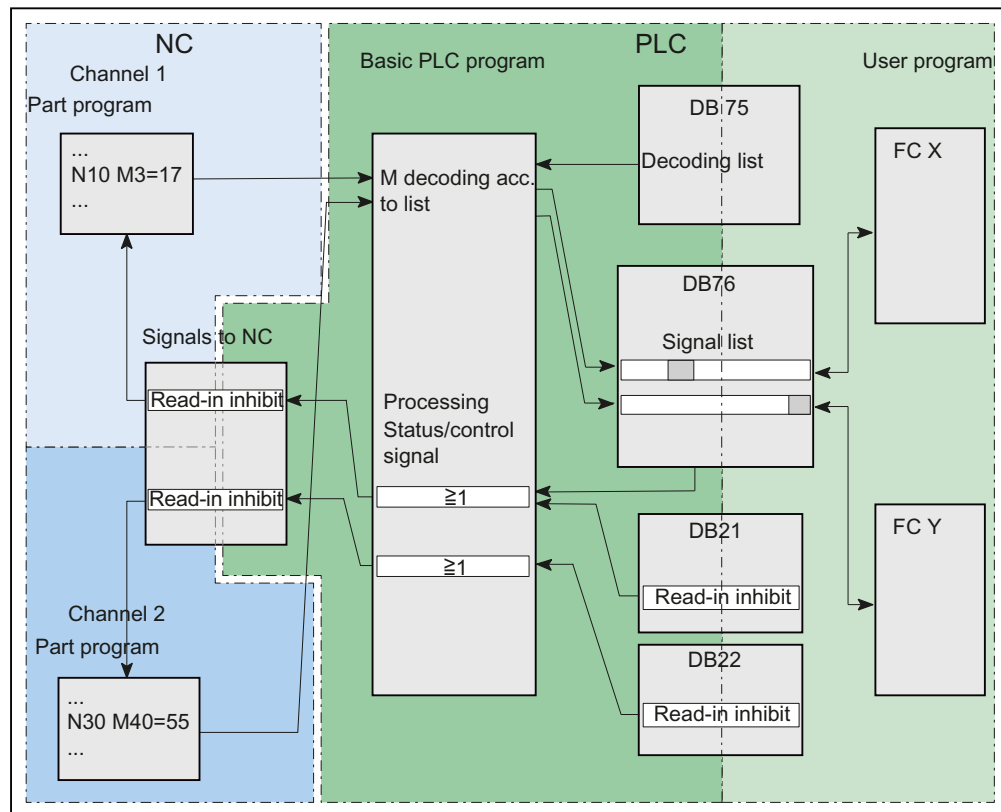 NC
PLC
Channel 1
Part program
...
N10 M3=17
...
Basic PLC program
User program
M decoding acc.
to list
DB 75
Decoding list
FC X
DB76
Signal list
Signals to NC
Read-in inhibit
Read-in inhibit
Processing
Status/control
signal
≧1
≧1
DB21
Read-in inhibit
DB22
Read-in inhibit
FC Y
Channel 2
Part program
...
N30 M40=55
...